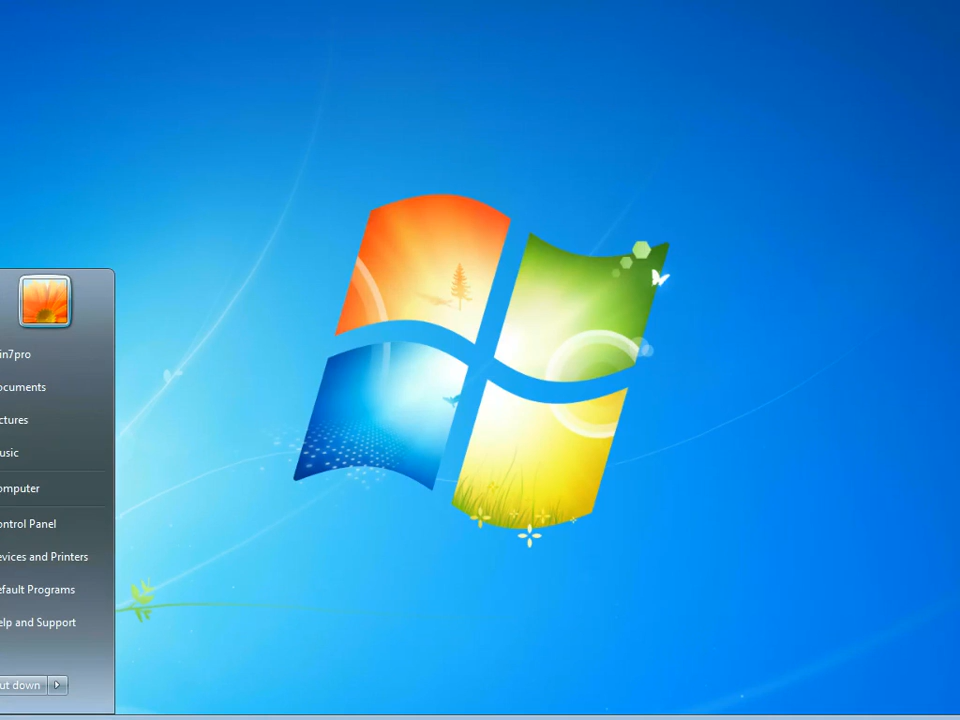 in7pro
ocuments
ctures
usic
omputer
ontrol Panel
evices and Printers
efault Programs
elp and Support
ut down